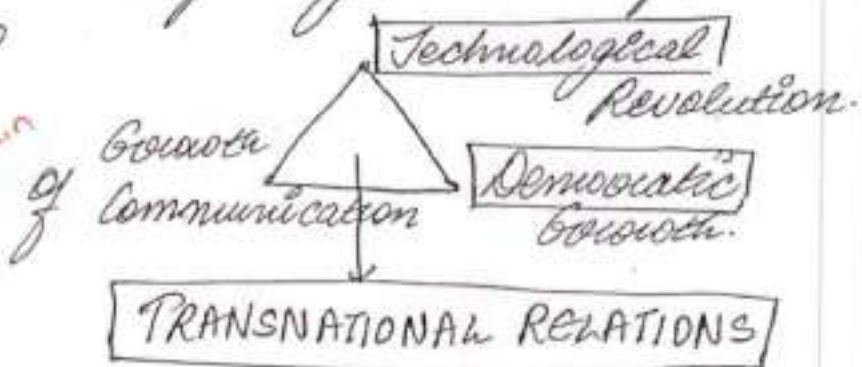 Technological
Revolution.
Growth
of Communication
Democratic
Growth.
TRANSNATIONAL RELATIONS